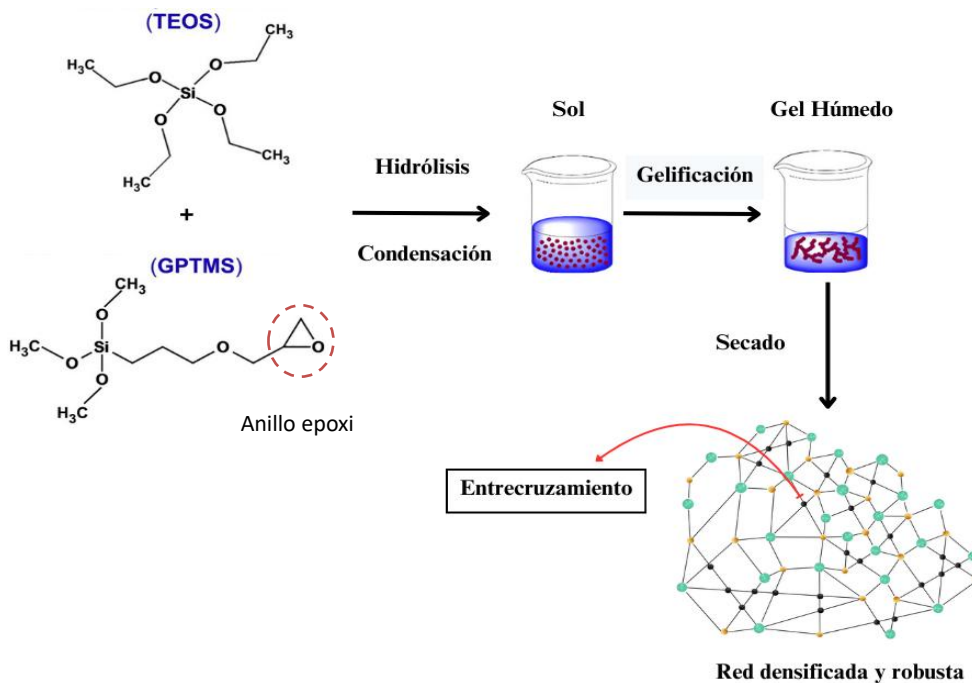 (TEOS)
CH₃
H₃C
O
O
Si
O
O
H₃C
CH₃
+
(GPTMS)
CH₃
O
H₃C
O
Si
O
H₃C
O
O
Anillo epoxi
Hidrólisis
Condensación
Sol
Gelificación
Gel Húmedo
Secado
Entrecruzamiento
Red densificada y robusta